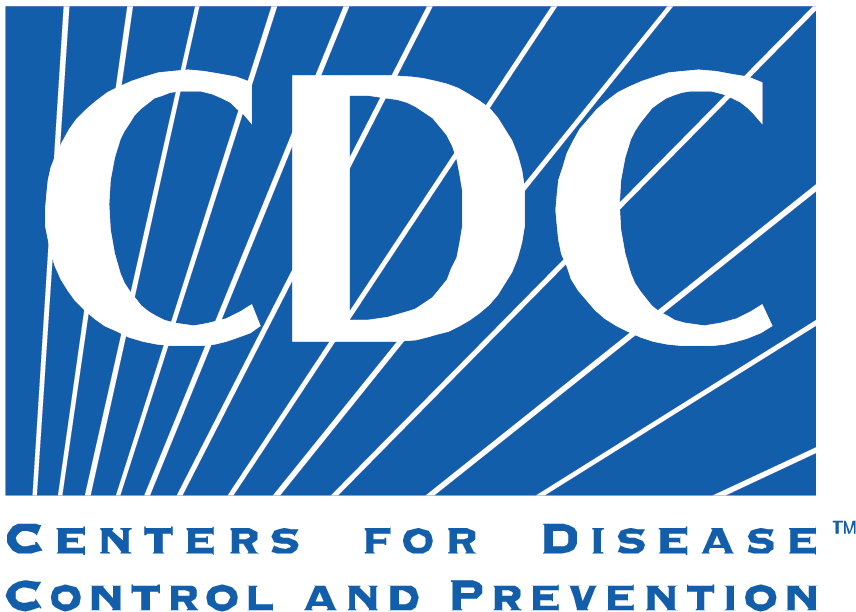 CDC
CENTERS FOR DISEASE™
CONTROL AND PREVENTION